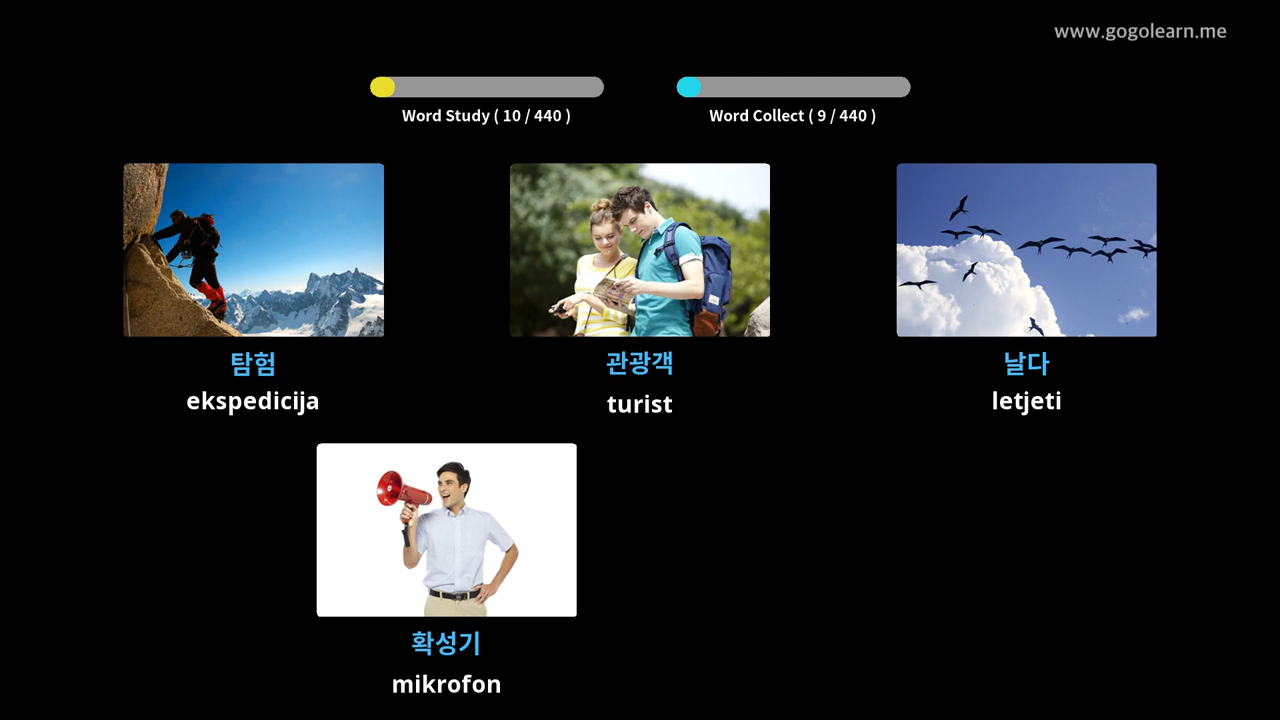 www.gogolearn.me
Word Study ( 10 / 440 )
Word Collect ( 9 / 440 )
탐험
ekspedicija
관광객
turist
날다
letjeti
확성기
mikrofon